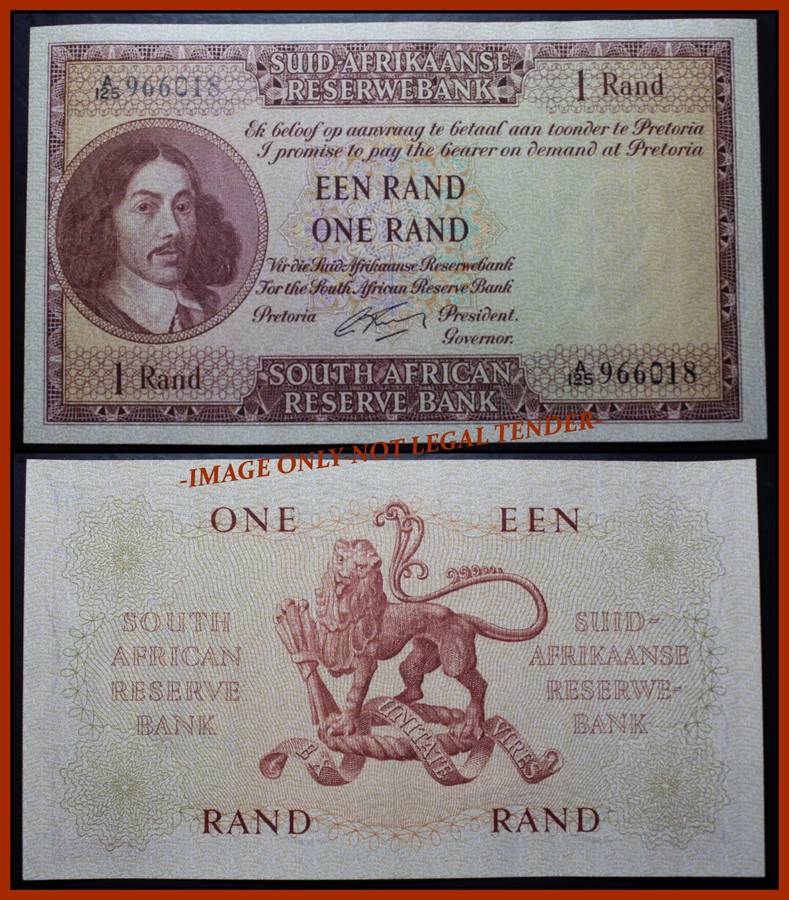 SUID-AFRIKAANSE
RESERWEBANK
A/125 966018
1 Rand
Ek beloof op aanvraag te betaal aan toonder te Pretoria
I promise to pay the bearer on demand at Pretoria
EEN RAND
ONE RAND
Vir die Suid-Afrikaanse Reserwebank
For the South African Reserve Bank
Pretoria President.
Governor.
1 Rand
SOUTH AFRICAN
RESERVE BANK
A/125 966018
-IMAGE ONLY NOT LEGAL TENDER-
ONE EEN
SOUTH
AFRICAN
RESERVE
BANK
SUID-
AFRIKAANSE
RESERWE-
BANK
EX UNITATE VIRES
RAND RAND